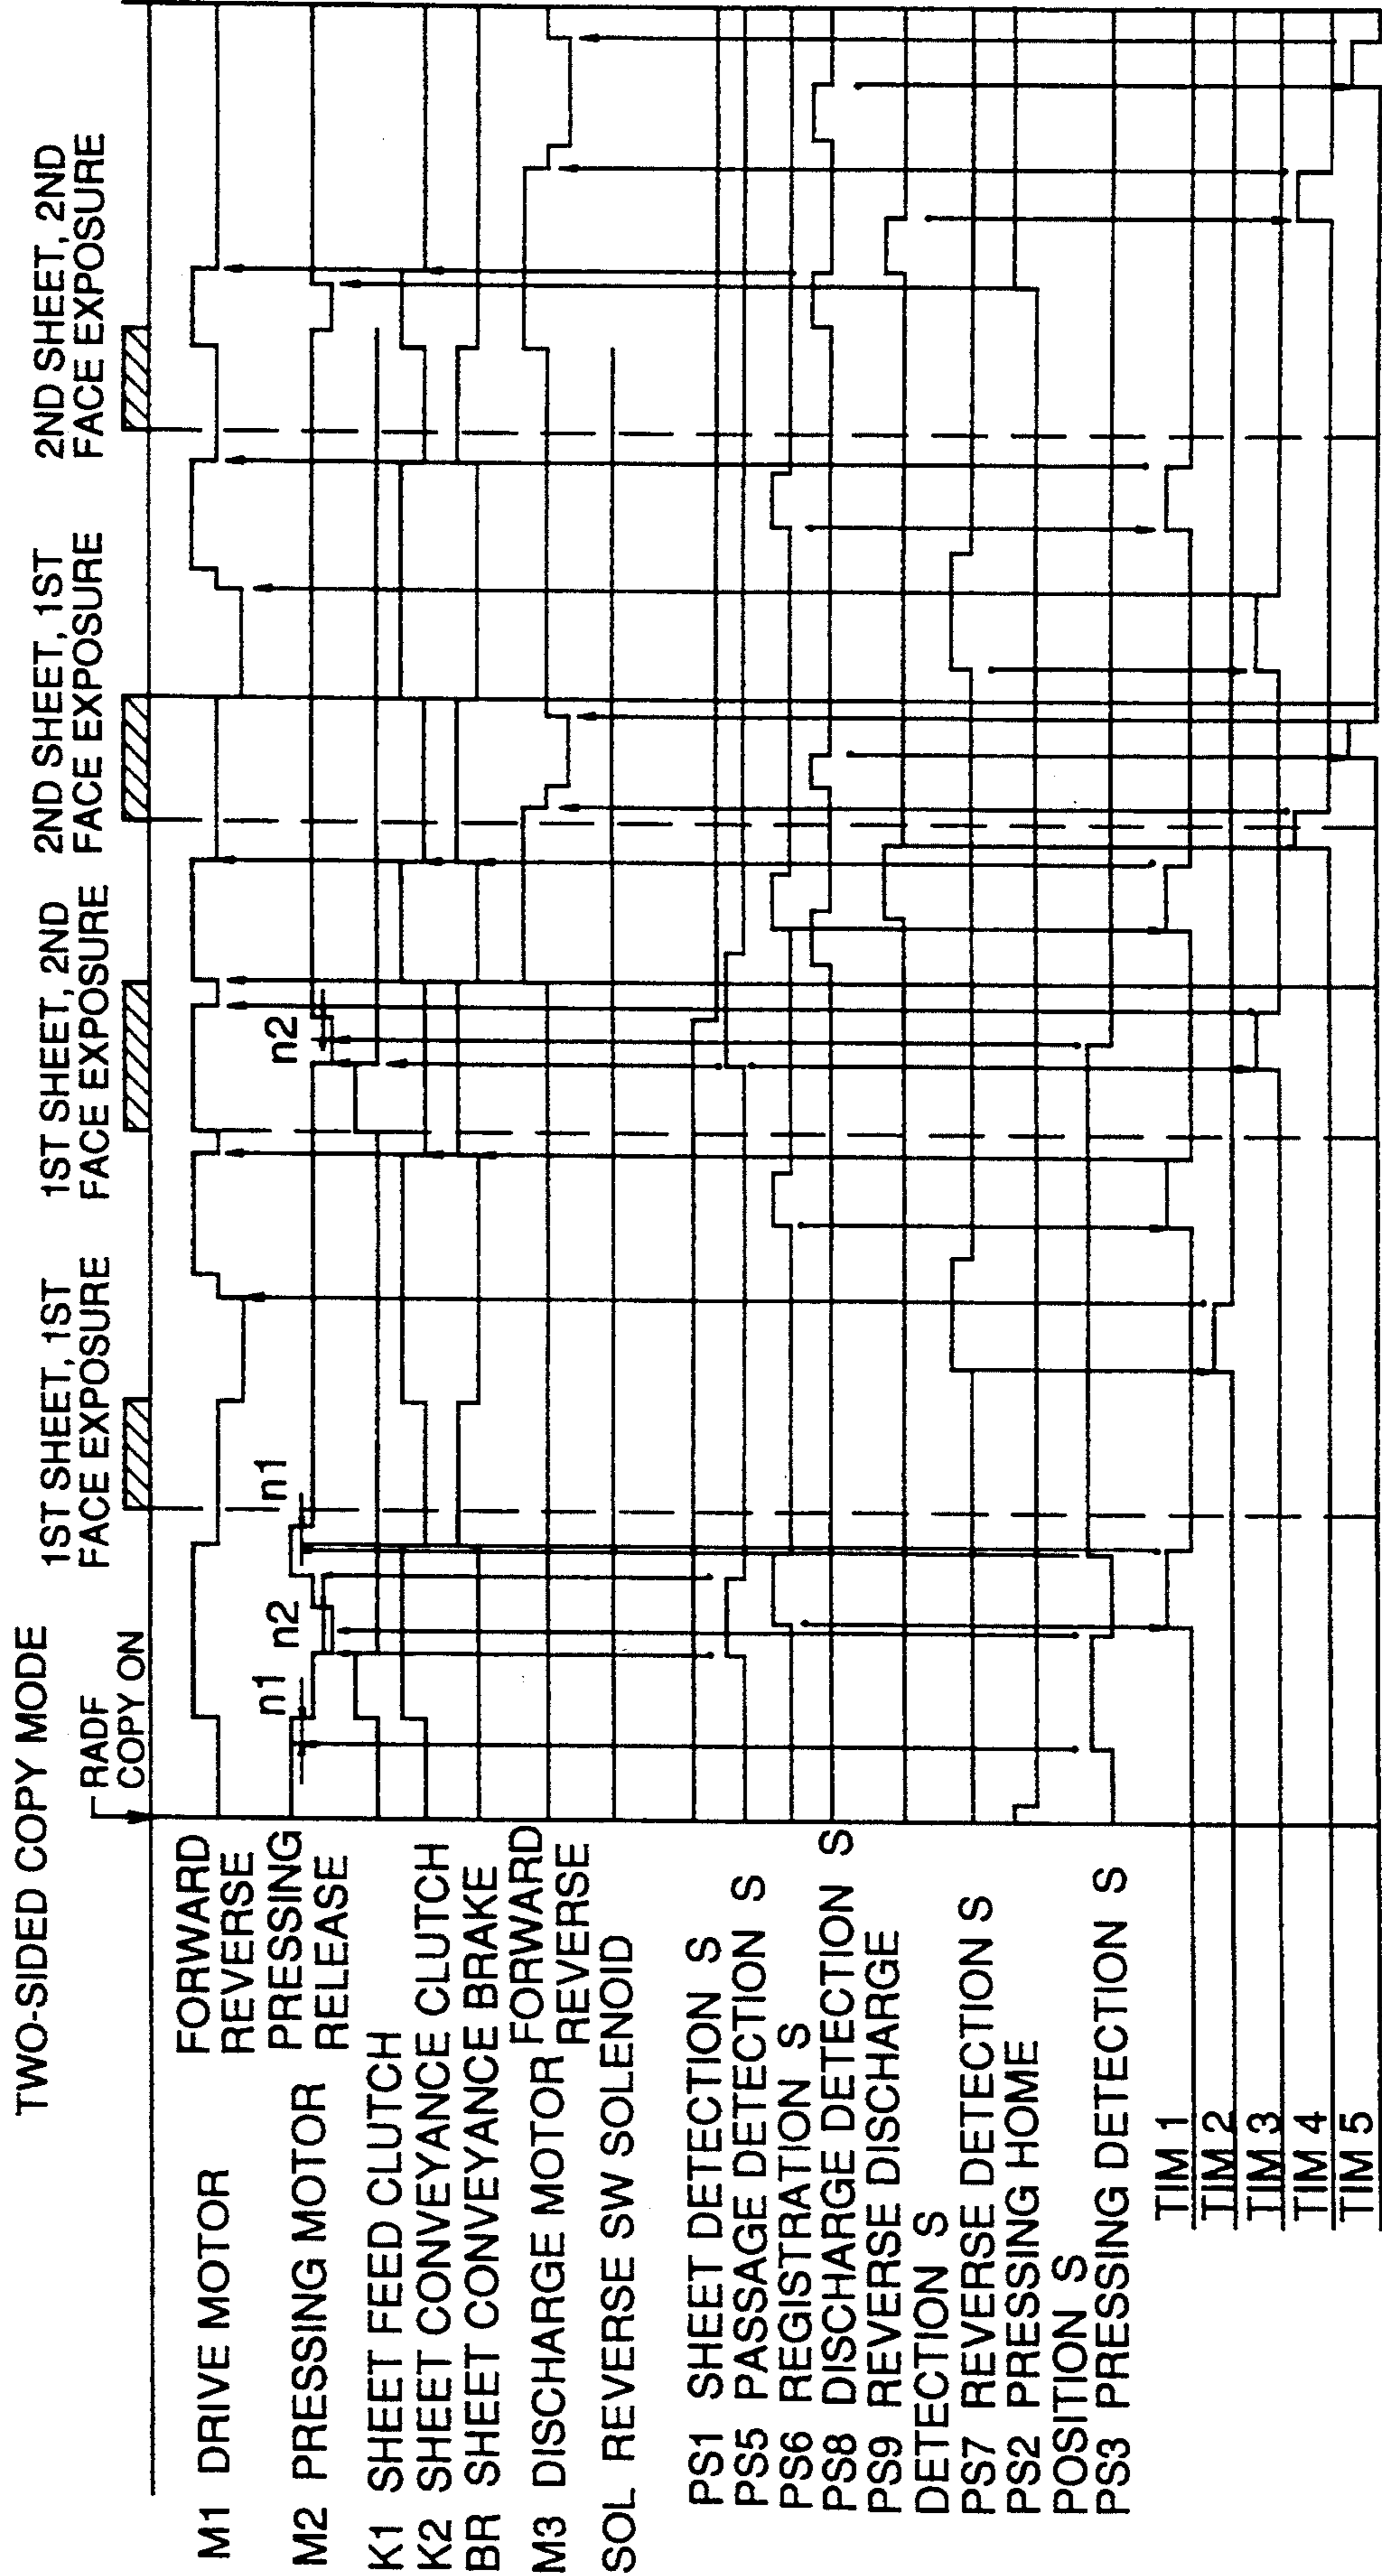 TWO-SIDED COPY MODE
RADF
COPY ON
1ST SHEET, 1ST
FACE EXPOSURE
1ST SHEET, 2ND
FACE EXPOSURE
2ND SHEET, 1ST
FACE EXPOSURE
2ND SHEET, 2ND
FACE EXPOSURE
M1 DRIVE MOTOR
FORWARD
REVERSE
M2 PRESSING MOTOR
PRESSING
RELEASE
n1
n2
n1
n2
K1 SHEET FEED CLUTCH
K2 SHEET CONVEYANCE CLUTCH
BR SHEET CONVEYANCE BRAKE
M3 DISCHARGE MOTOR
FORWARD
REVERSE
SOL REVERSE SW SOLENOID
PS1 SHEET DETECTION S
PS5 PASSAGE DETECTION S
PS6 REGISTRATION S
PS8 DISCHARGE DETECTION S
PS9 REVERSE DISCHARGE
DETECTION S
PS7 REVERSE DETECTION S
PS2 PRESSING HOME
POSITION S
PS3 PRESSING DETECTION S
TIM 1
TIM 2
TIM 3
TIM 4
TIM 5